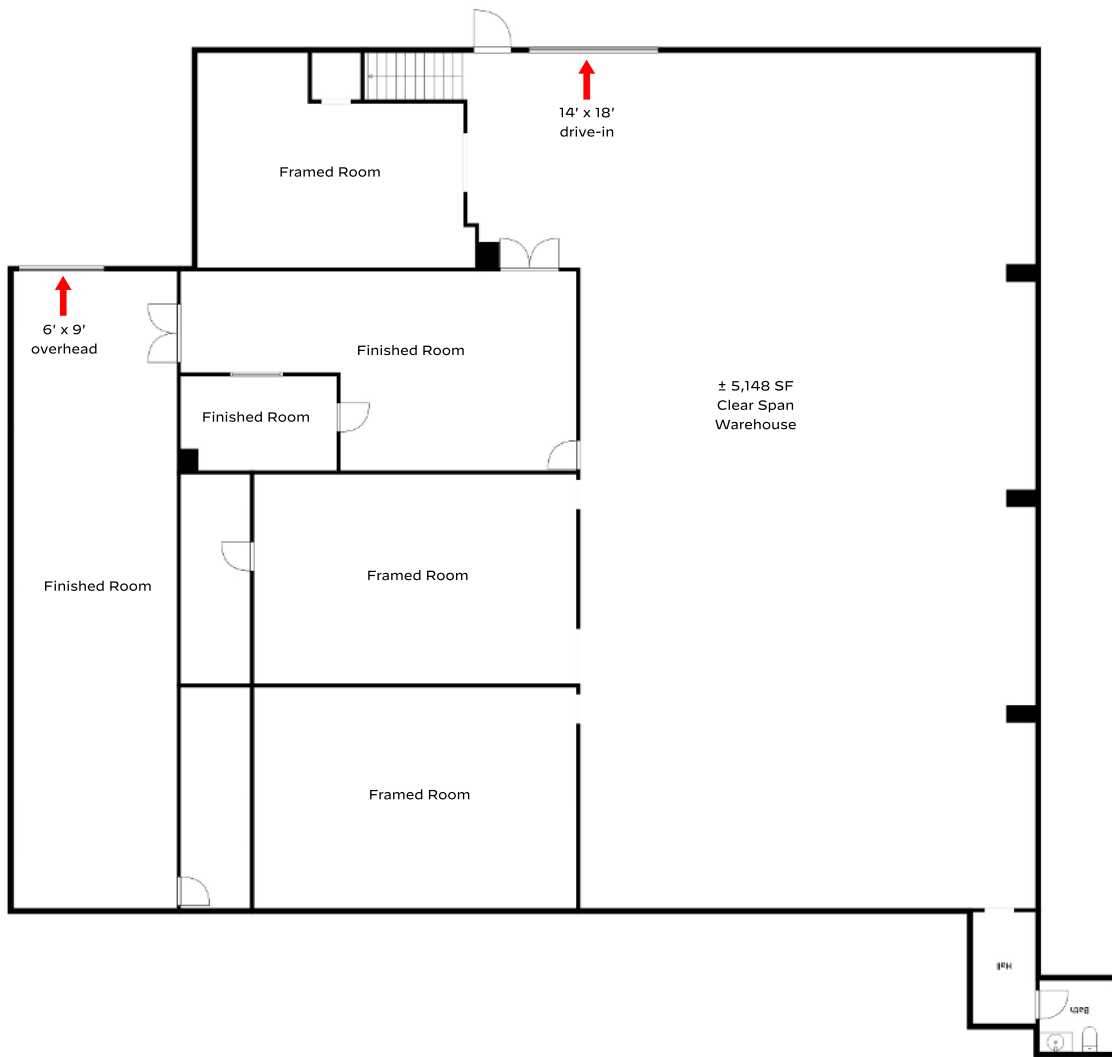 14' x 18'
drive-in
Framed Room
6' x 9'
overhead
Finished Room
± 5,148 SF
Clear Span
Warehouse
Finished Room
Framed Room
Finished Room
Framed Room
Hall
Bath